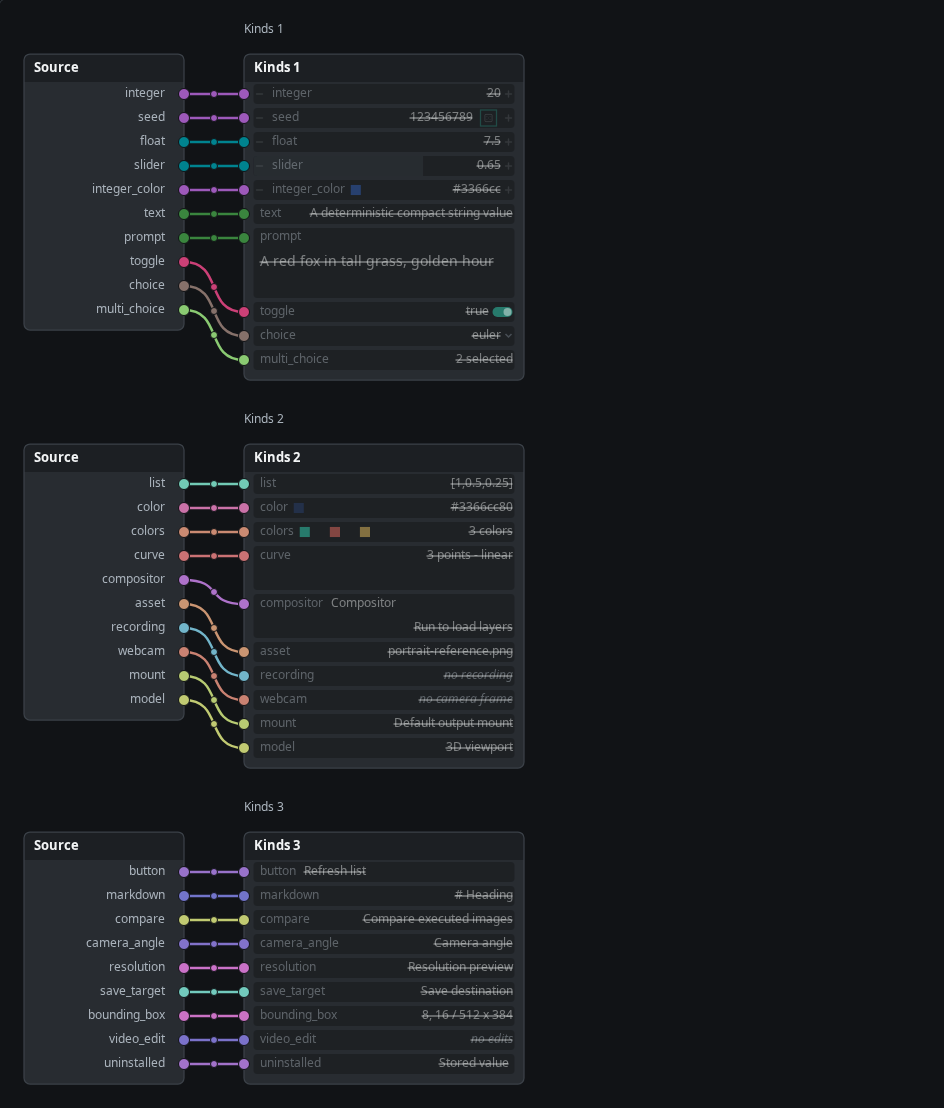 Kinds 1
Source
Kinds 1
integer
integer 20
seed
seed 123456789
float
float 7.5
slider
slider 0.65
integer_color
integer_color #3366cc
text
text A deterministic compact string value
prompt
prompt
toggle
A red fox in tall grass, golden hour
choice
multi_choice
toggle true
choice euler
multi_choice 2 selected
Kinds 2
Source
Kinds 2
list
list [1,0.5,0.25]
color
color #3366cc80
colors
colors 3 colors
curve
curve 3 points - linear
compositor
asset
compositor Compositor
recording
Run to load layers
webcam
asset portrait-reference.png
mount
recording no recording
model
webcam no camera frame
mount Default output mount
model 3D viewport
Kinds 3
Source
Kinds 3
button
button Refresh list
markdown
markdown # Heading
compare
compare Compare executed images
camera_angle
camera_angle Camera angle
resolution
resolution Resolution preview
save_target
save_target Save destination
bounding_box
bounding_box 8, 16 / 512 x 384
video_edit
video_edit no edits
uninstalled
uninstalled Stored value